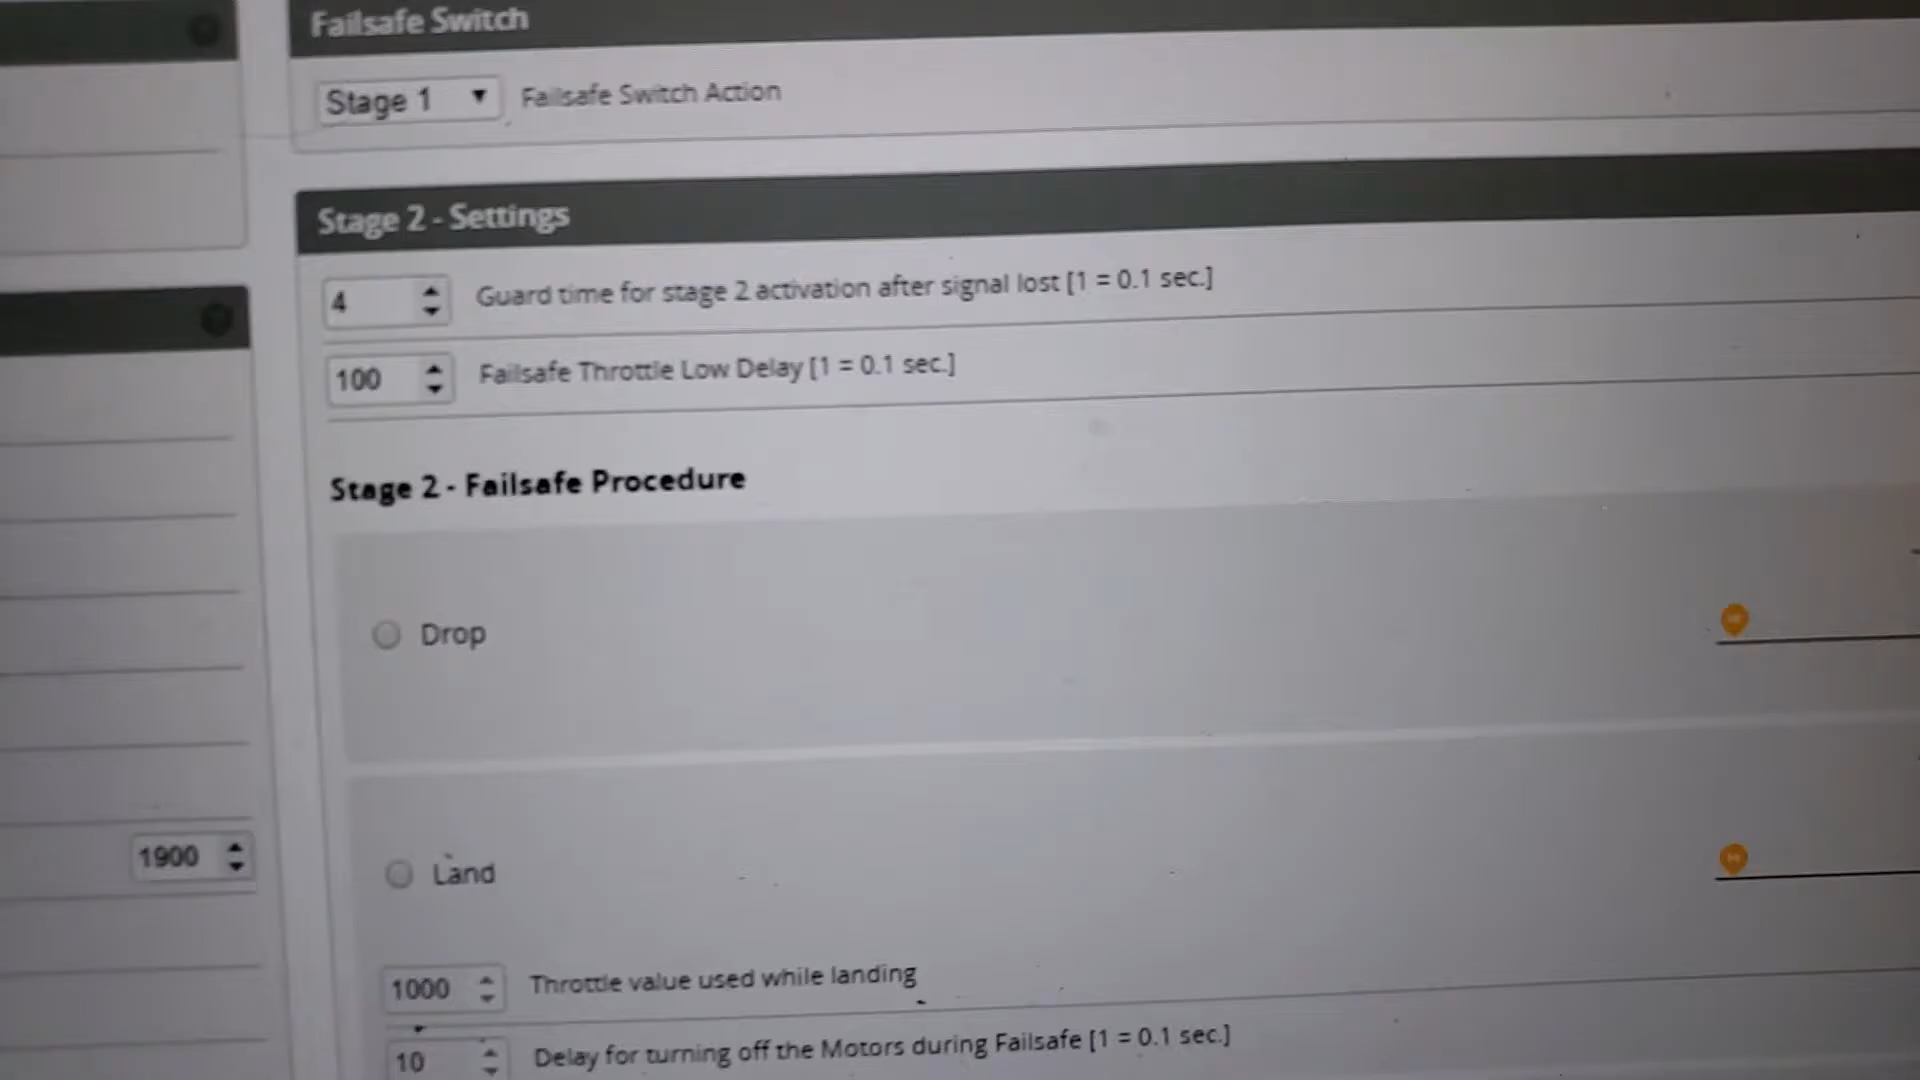 Failsafe Switch
Stage 1 Failsafe Switch Action
Stage 2 - Settings
4 Guard time for stage 2 activation after signal lost [1 = 0.1 sec.]
100 Failsafe Throttle Low Delay [1 = 0.1 sec.]
Stage 2 - Failsafe Procedure
Drop
1900
Land
1000 Throttle value used while landing
10 Delay for turning off the Motors during Failsafe [1 = 0.1 sec.]